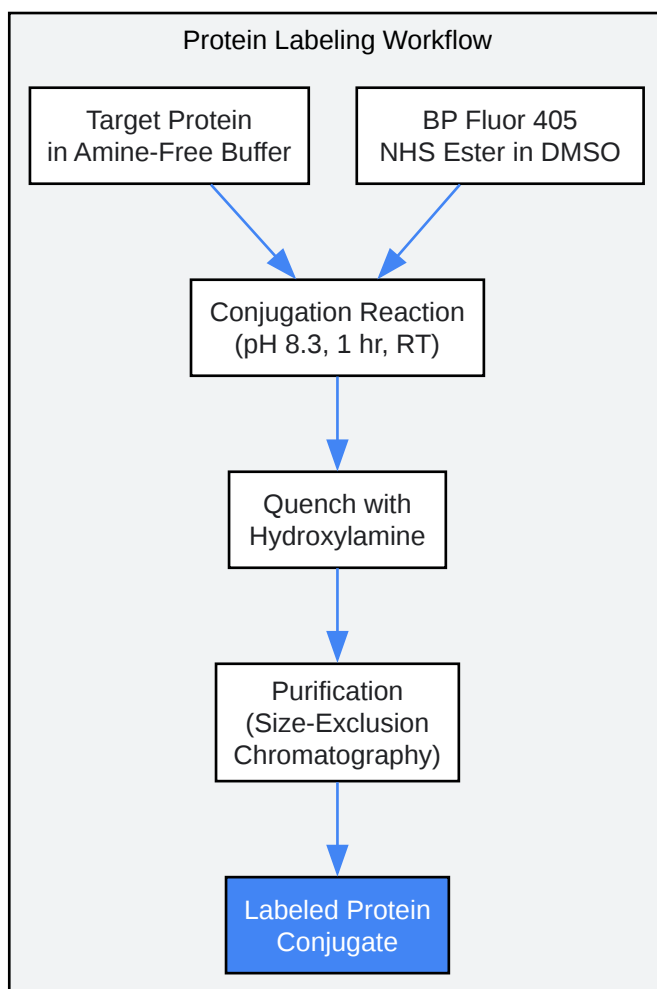 Protein Labeling Workflow
Target Protein
in Amine-Free Buffer
BP Fluor 405
NHS Ester in DMSO
Conjugation Reaction
(pH 8.3, 1 hr, RT)
Quench with
Hydroxylamine
Purification
(Size-Exclusion
Chromatography)
Labeled Protein
Conjugate